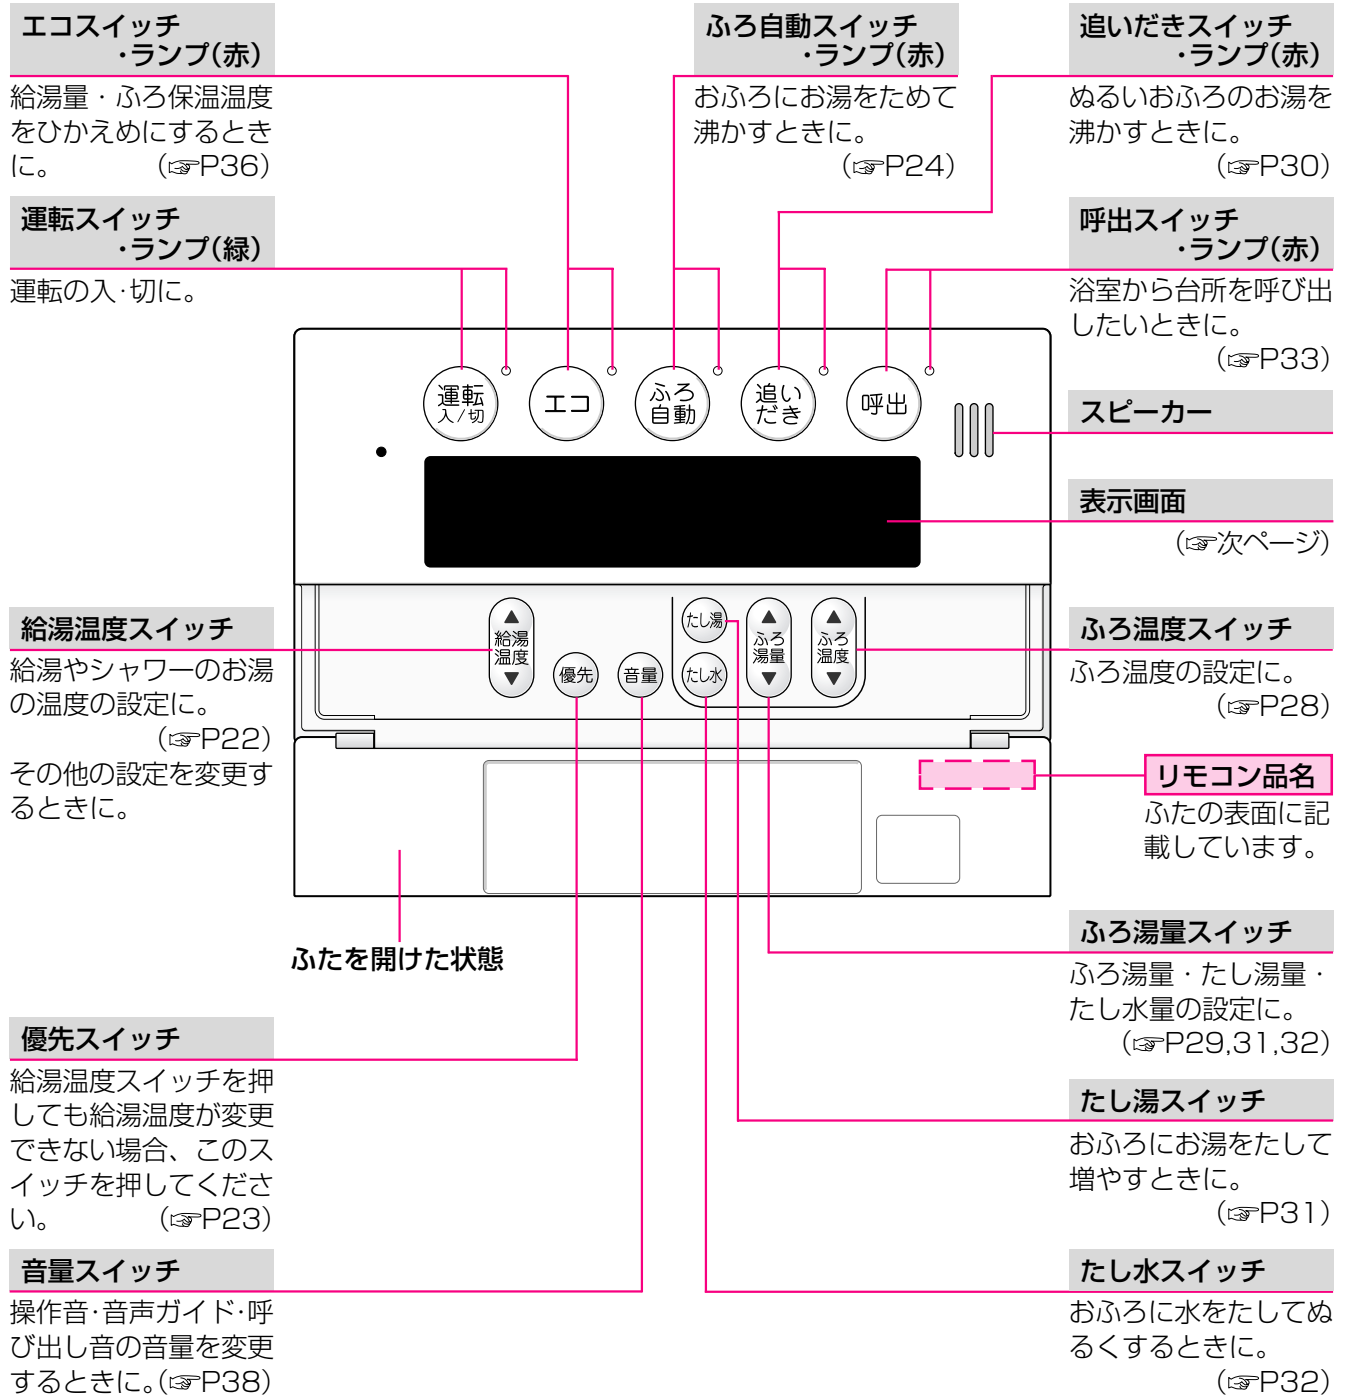 エコスイッチ
・ランプ(赤)
給湯量・ふろ保温温度
をひかえめにするとき
に。 (☞P36)
運転スイッチ
・ランプ(緑)
運転の入・切に。
ふろ自動スイッチ
・ランプ(赤)
おふろにお湯をためて
沸かすときに。
(☞P24)
追いだきスイッチ
・ランプ(赤)
ぬるいおふろのお湯を
沸かすときに。
(☞P30)
呼出スイッチ
・ランプ(赤)
浴室から台所を呼び出
したいときに。
(☞P33)
スピーカー
表示画面
(☞次ページ)
運転
入/切
エコ
ふろ
自動
追い
だき
呼出
▲
給湯
温度
▼
優先
音量
たし湯
たし水
▲
ふろ
湯量
▼
▲
ふろ
温度
▼
給湯温度スイッチ
給湯やシャワーのお湯
の温度の設定に。
(☞P22)
その他の設定を変更す
るときに。
ふろ温度スイッチ
ふろ温度の設定に。
(☞P28)
リモコン品名
ふたの表面に記
載しています。
ふたを開けた状態
ふろ湯量スイッチ
ふろ湯量・たし湯量・
たし水量の設定に。
(☞P29,31,32)
優先スイッチ
給湯温度スイッチを押
しても給湯温度が変更
できない場合、このス
イッチを押してくださ
い。 (☞P23)
たし湯スイッチ
おふろにお湯をたして
増やすときに。
(☞P31)
音量スイッチ
操作音・音声ガイド・呼
び出し音の音量を変更
するときに。(☞P38)
たし水スイッチ
おふろに水をたしてぬ
るくするときに。
(☞P32)